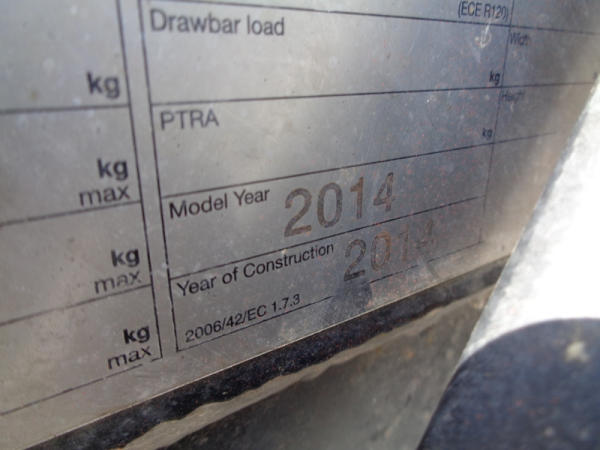 (ECE R120)
Drawbar load
kg
kg
Width
Height
PTRA
kg
kg
max
Model Year 2014
kg
max
Year of Construction
2006/42/EC 1.7.3
kg
max